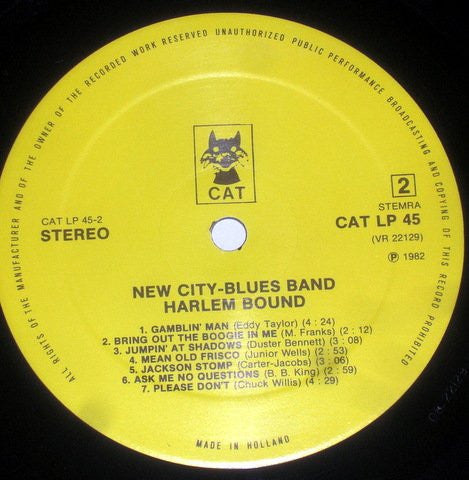 ALL RIGHTS OF THE MANUFACTURER AND OF THE OWNER OF THE RECORDED WORK RESERVED UNAUTHORIZED PUBLIC PERFORMANCE BROADCASTING AND COPYING OF THIS RECORD PROHIBITED
CAT
2
CAT LP 45-2
STEREO
STEMRA
CAT LP 45
(VR 22129)
Ⓟ 1982
NEW CITY-BLUES BAND
HARLEM BOUND
1. GAMBLIN' MAN (Eddy Taylor) (4 : 24)
2. BRING OUT THE BOOGIE IN ME (M. Franks) (2 : 12)
3. JUMPIN' AT SHADOWS (Duster Bennett) (3 : 08)
4. MEAN OLD FRISCO (Junior Wells) (2 : 53)
5. JACKSON STOMP (Carter-Jacobs) (3 : 06)
6. ASK ME NO QUESTIONS (B. B. King) (2 : 59)
7. PLEASE DON'T (Chuck Willis) (4 : 29)
MADE IN HOLLAND